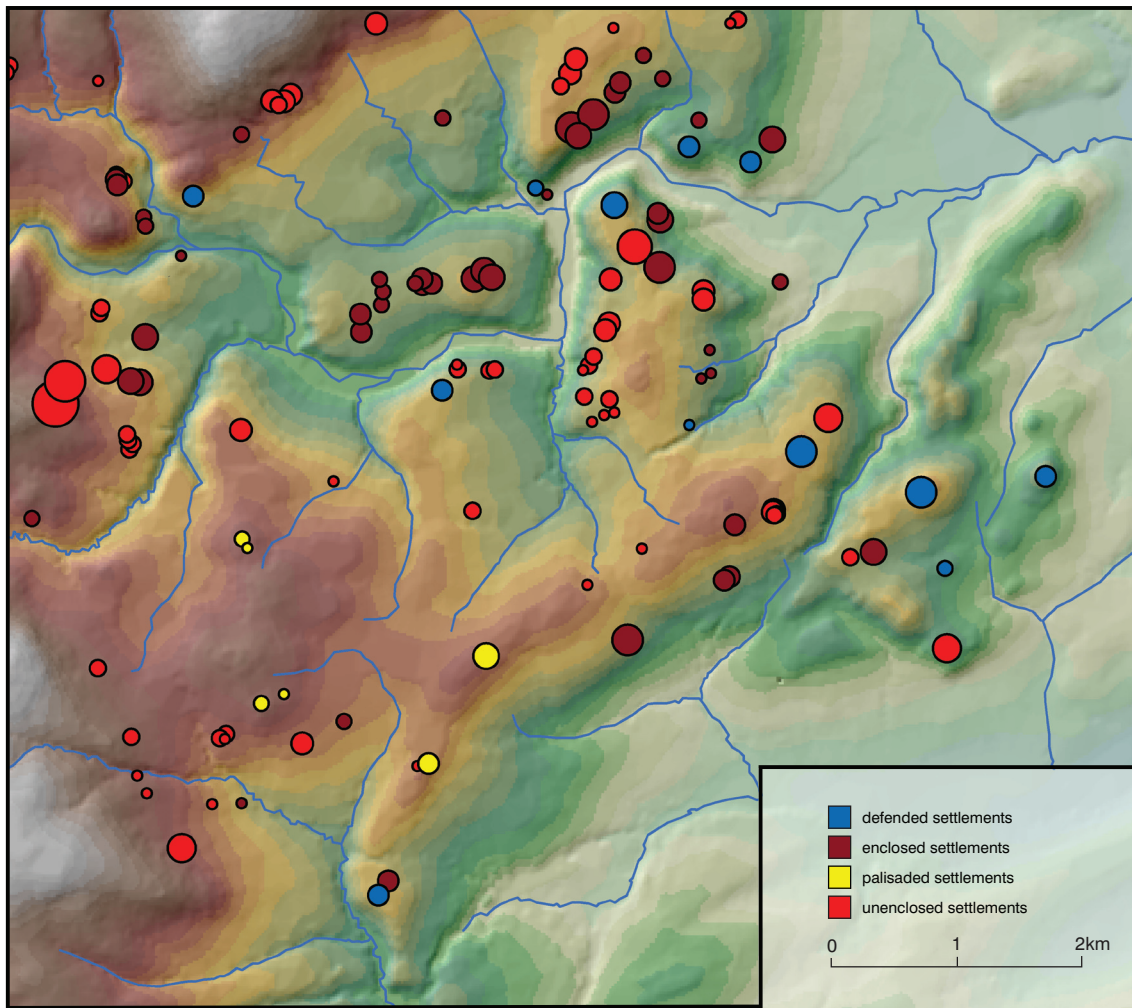 defended settlements
enclosed settlements
palisaded settlements
unenclosed settlements
0 1 2km